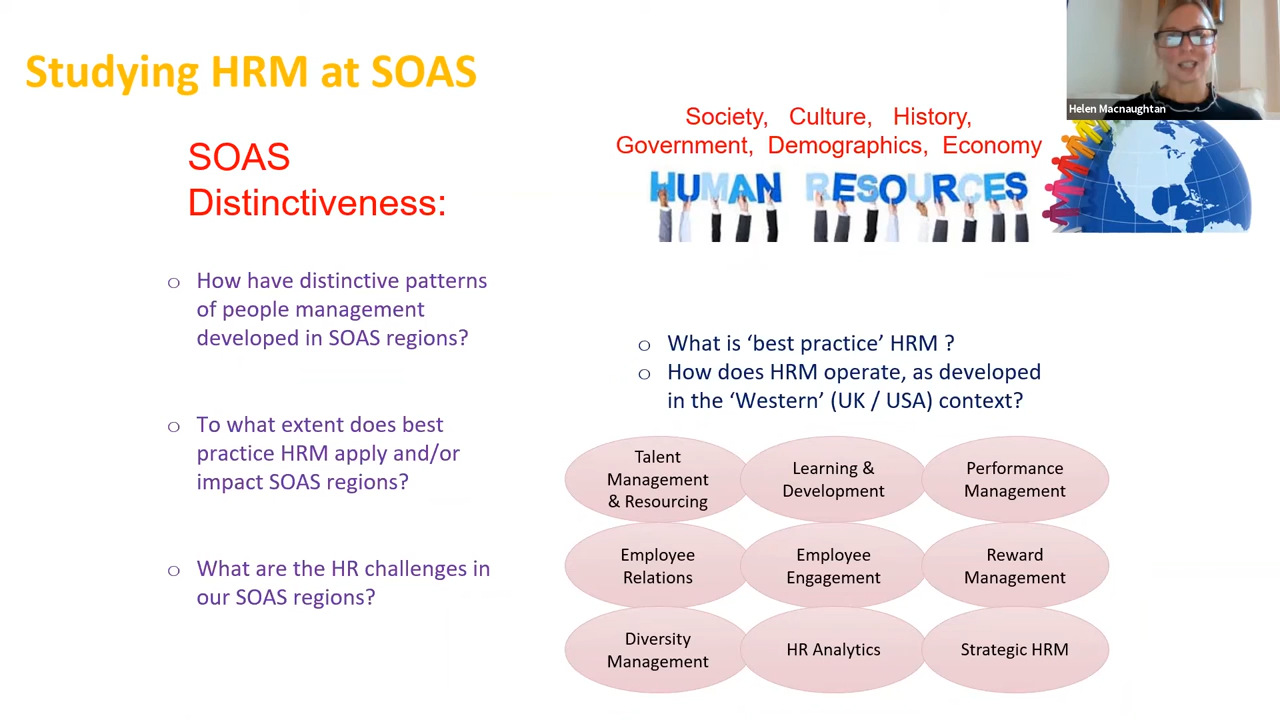 Studying HRM at SOAS
Helen Macnaughtan
SOAS
Distinctiveness:
Society, Culture, History,
Government, Demographics, Economy
HUMAN RESOURCES
o How have distinctive patterns
of people management
developed in SOAS regions?
o To what extent does best
practice HRM apply and/or
impact SOAS regions?
o What are the HR challenges in
our SOAS regions?
o What is ‘best practice’ HRM ?
o How does HRM operate, as developed
in the ‘Western’ (UK / USA) context?
Talent
Management
& Resourcing
Learning &
Development
Performance
Management
Employee
Relations
Employee
Engagement
Reward
Management
Diversity
Management
HR Analytics
Strategic HRM